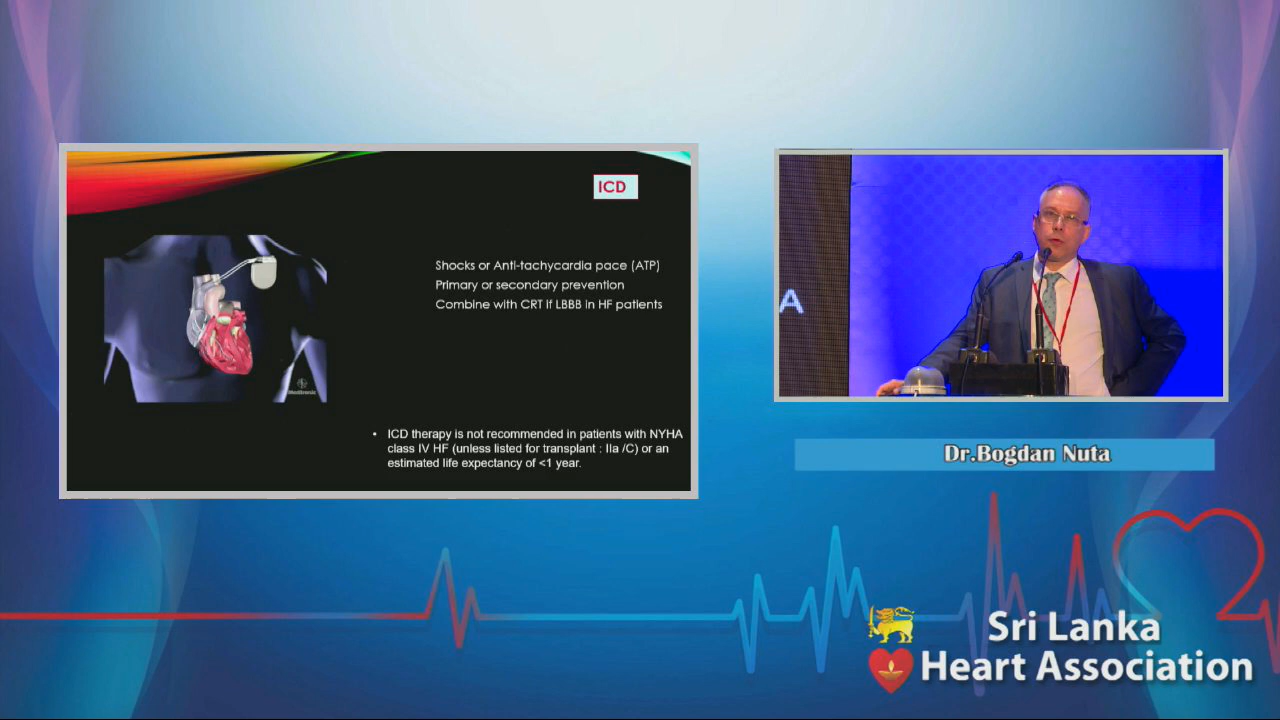 ICD
Shocks or Anti-tachycardia pace (ATP)
Primary or secondary prevention
Combine with CRT if LBBB in HF patients
Medtronic
• ICD therapy is not recommended in patients with NYHA
class IV HF (unless listed for transplant : IIa /C) or an
estimated life expectancy of <1 year.
A
Dr.Bogdan Nuta
Sri Lanka
Heart Association